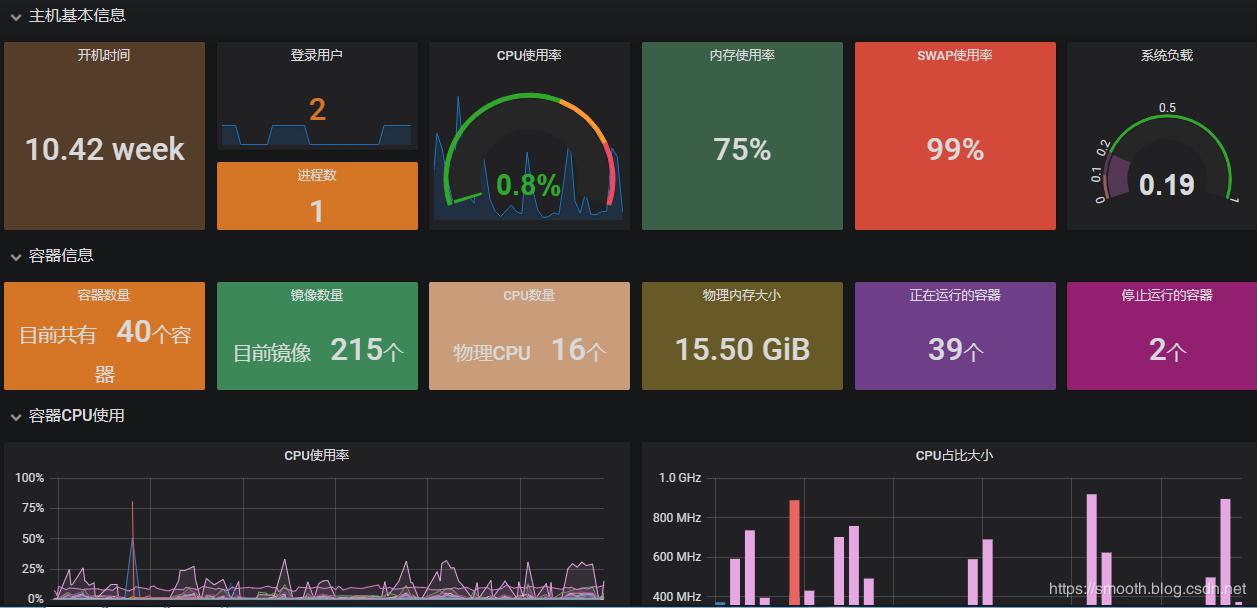 主机基本信息
开机时间
10.42 week
登录用户
2
进程数
1
CPU使用率
0.8%
内存使用率
75%
SWAP使用率
99%
系统负载
0
0.1
0.2
0.5
1
0.19
容器信息
容器数量
目前共有 40个容
器
镜像数量
目前镜像 215个
CPU数量
物理CPU 16个
物理内存大小
15.50 GiB
正在运行的容器
39个
停止运行的容器
2个
容器CPU使用
CPU使用率
100%
75%
50%
25%
0%
CPU占比大小
1.0 GHz
800 MHz
600 MHz
400 MHz
https://smooth.blog.csdn.net